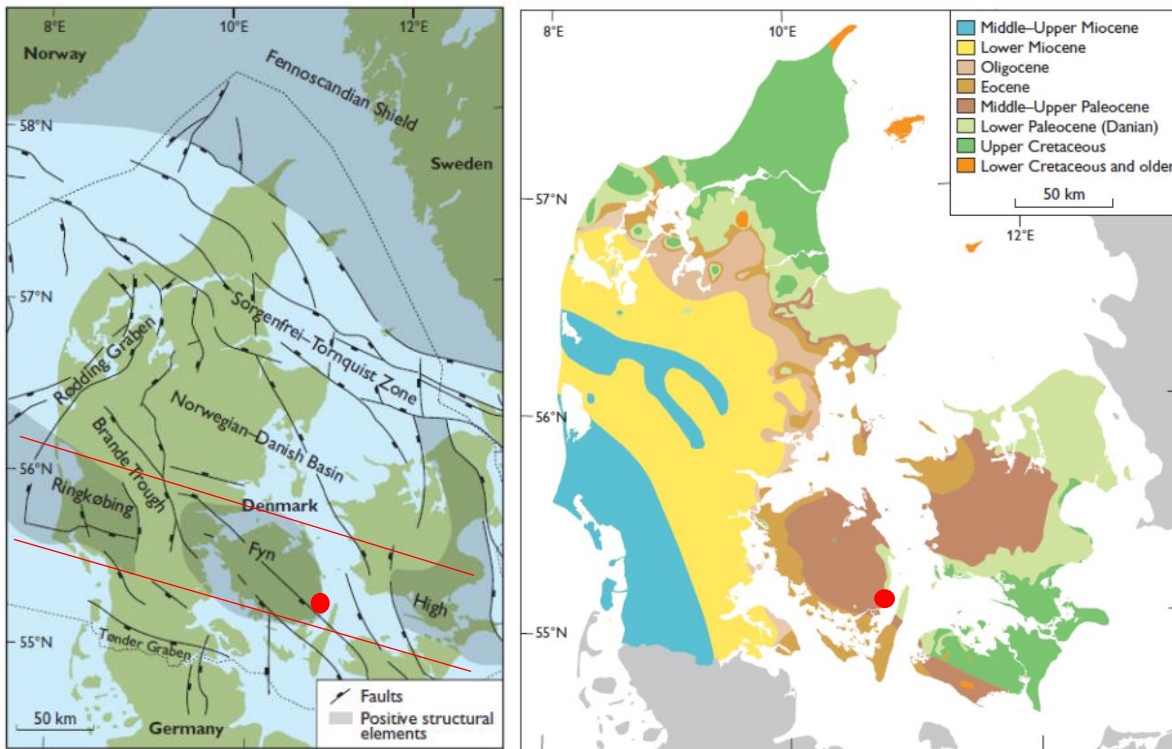 8°E
10°E
12°E
Norway
Fennoscandian Shield
58°N
Sweden
57°N
Sorgenfrei–Tornquist Zone
Rødding Graben
Norwegian–Danish Basin
Brande Trough
56°N
Ringkøbing
Denmark
Fyn
High
55°N
Tønder Graben
50 km
Germany
Faults
Positive structural
elements
8°E
10°E
Middle–Upper Miocene
Lower Miocene
Oligocene
Eocene
Middle–Upper Paleocene
Lower Paleocene (Danian)
Upper Cretaceous
Lower Cretaceous and older
50 km
57°N
12°E
56°N
55°N
8°E
10°E
12°E